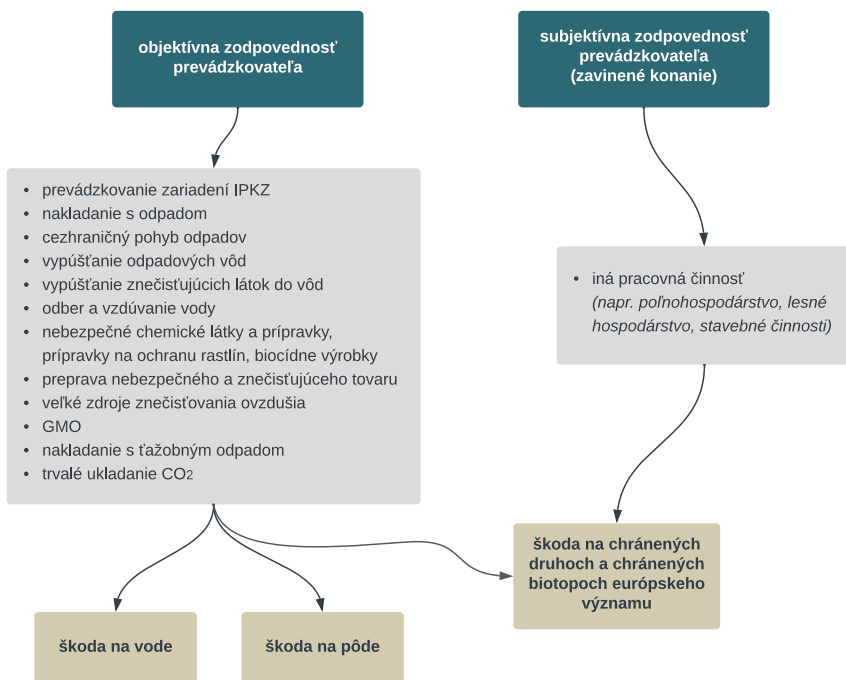 objektívna zodpovednosť
prevádzkovateľa
subjektívna zodpovednosť
prevádzkovateľa
(zavinené konanie)
• prevádzkovanie zariadení IPKZ
• nakladanie s odpadom
• cezhraničný pohyb odpadov
• vypúšťanie odpadových vôd
• vypúšťanie znečisťujúcich látok do vôd
• odber a vzdúvanie vody
• nebezpečné chemické látky a prípravky,
prípravky na ochranu rastlín, biocídne výrobky
• preprava nebezpečného a znečisťujúceho tovaru
• veľké zdroje znečisťovania ovzdušia
• GMO
• nakladanie s ťažobným odpadom
• trvalé ukladanie CO2
• iná pracovná činnosť
(napr. poľnohospodárstvo, lesné
hospodárstvo, stavebné činnosti)
škoda na chránených
druhoch a chránených
biotopoch európskeho
významu
škoda na vode
škoda na pôde